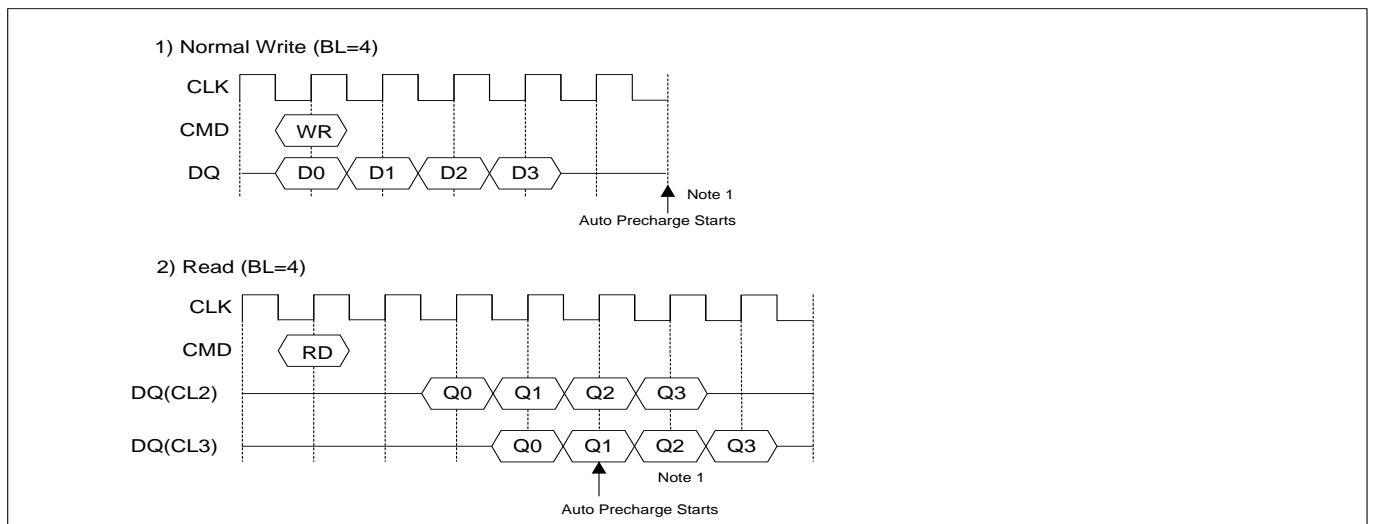 1) Normal Write (BL=4)
CLK
CMD WR
DQ D0 D1 D2 D3
Note 1
Auto Precharge Starts
2) Read (BL=4)
CLK
CMD RD
DQ(CL2) Q0 Q1 Q2 Q3
DQ(CL3) Q0 Q1 Q2 Q3
Note 1
Auto Precharge Starts